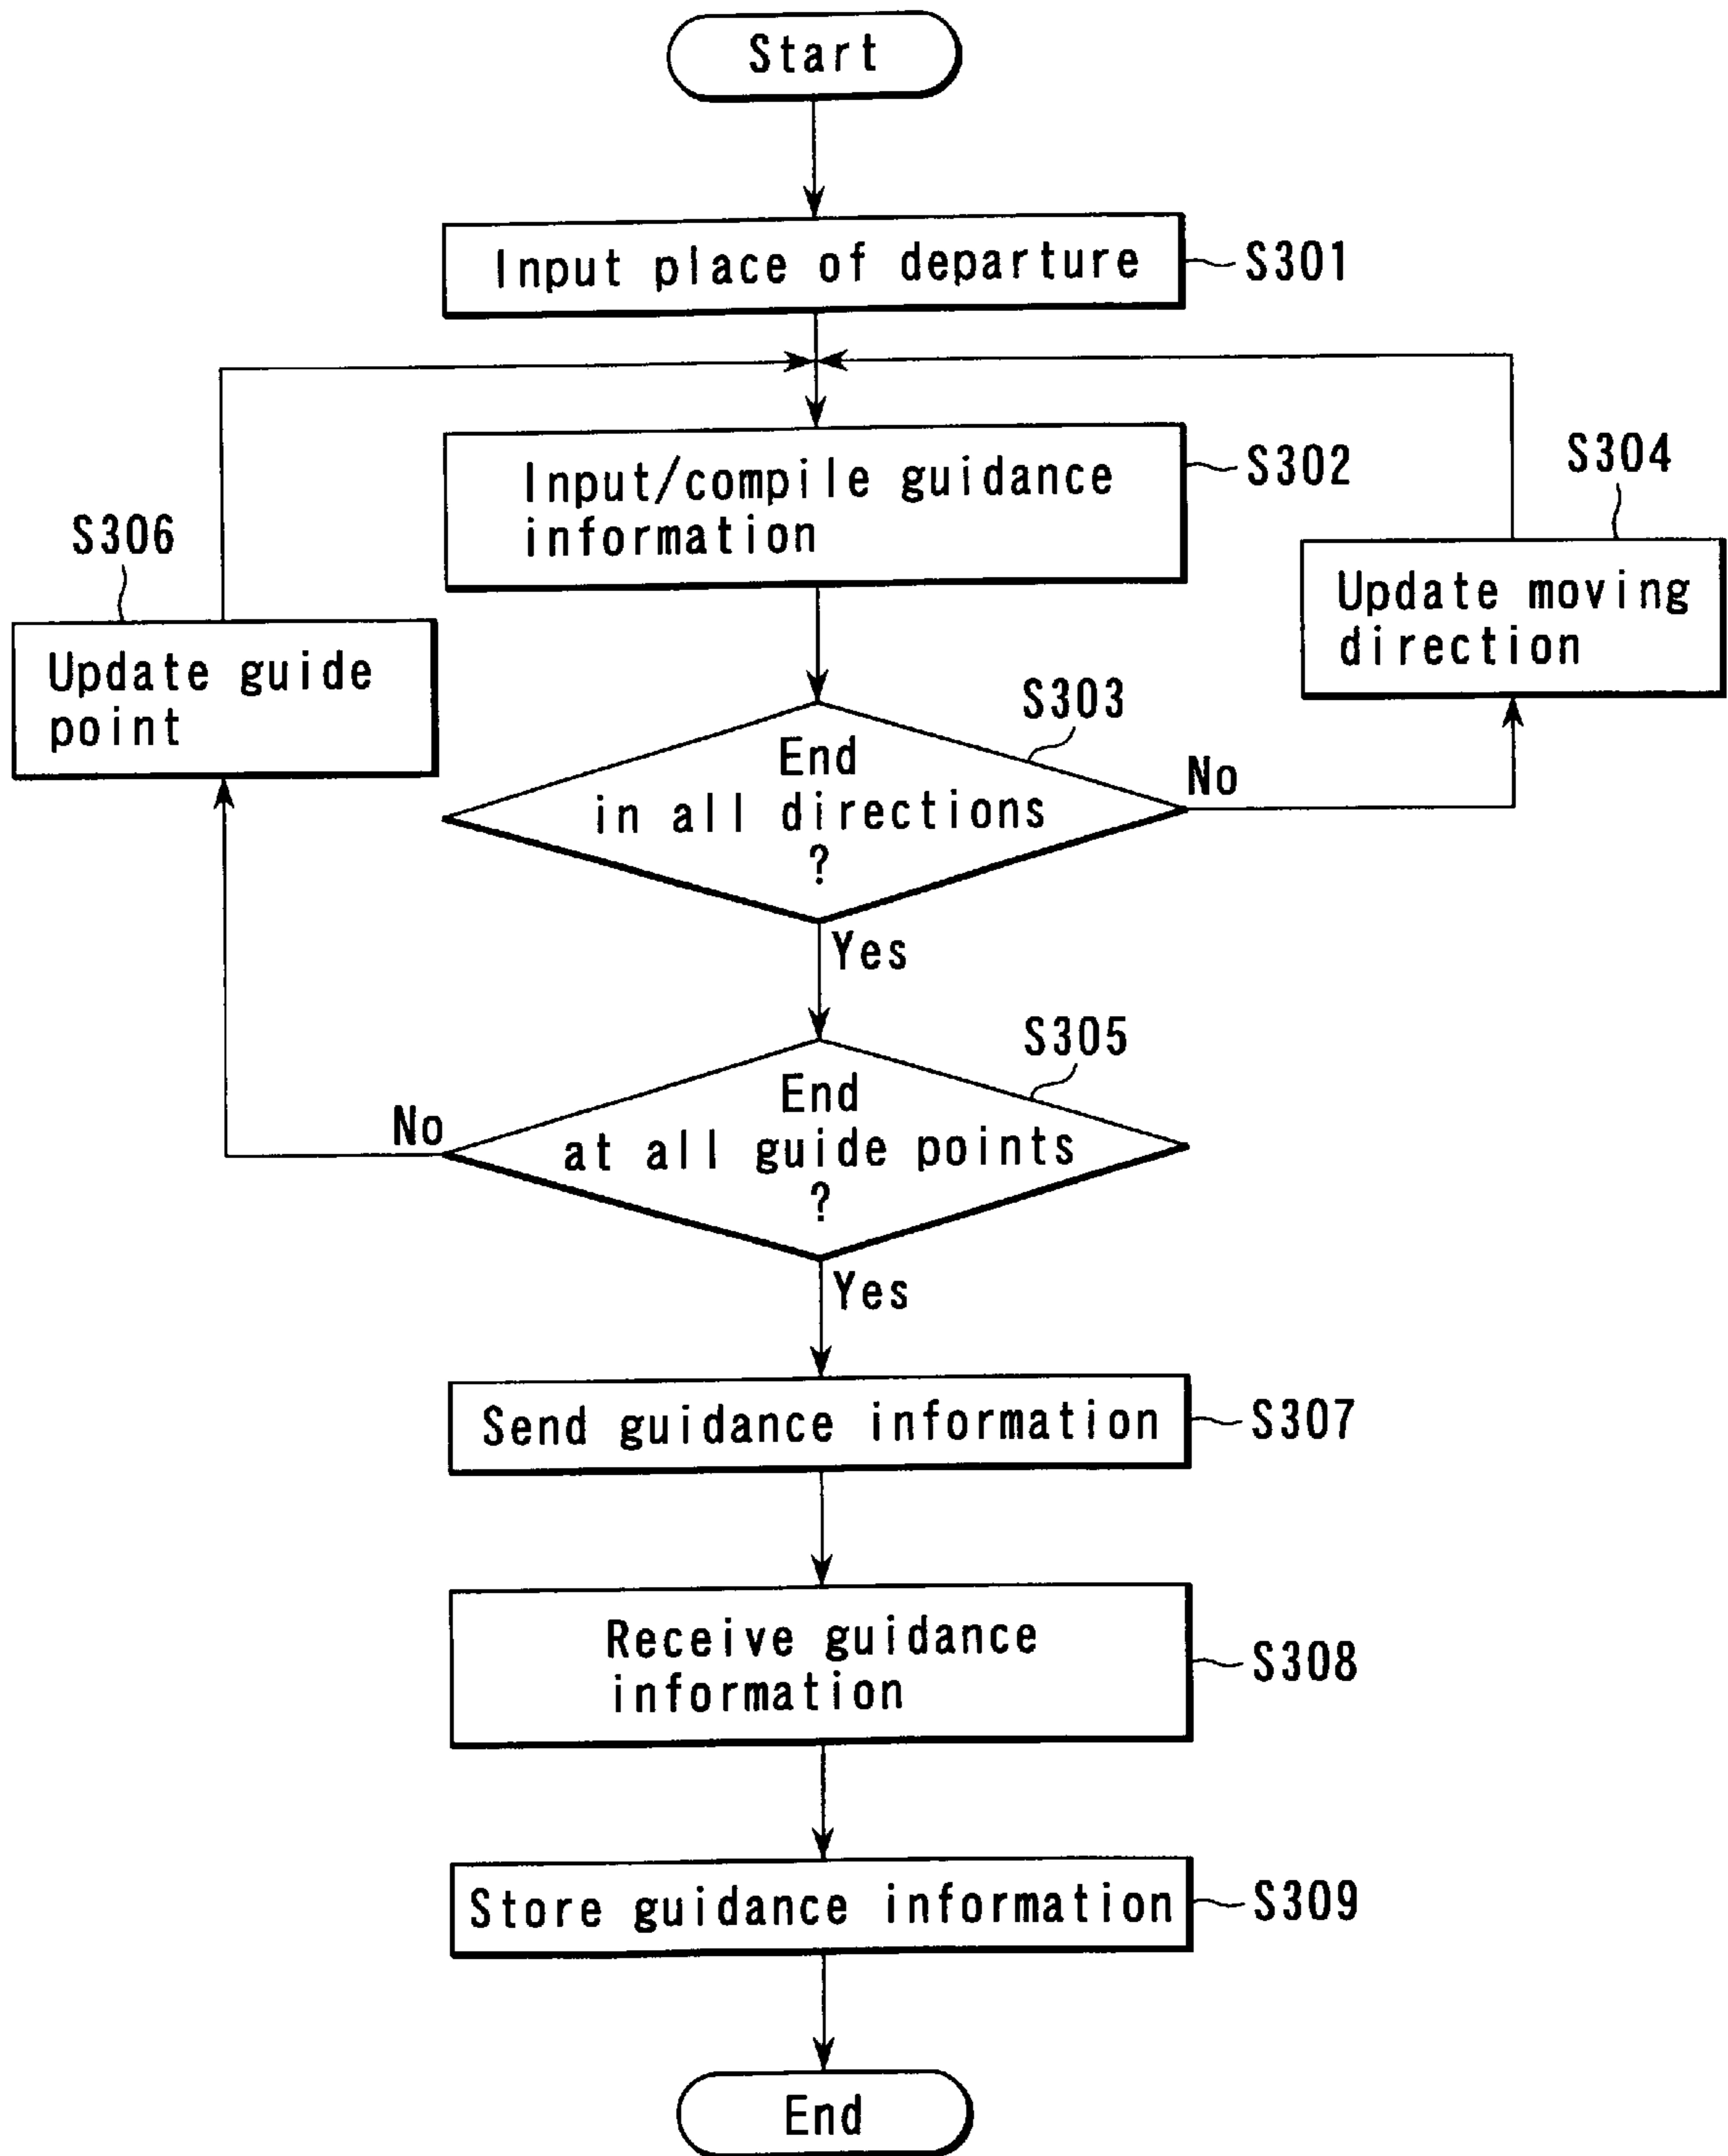 Start
Input place of departure
S301
Input/compile guidance
information
S302
S304
Update moving
direction
S306
Update guide
point
S303
End
in all directions
?
No
Yes
S305
End
at all guide points
?
No
Yes
Send guidance information
S307
Receive guidance
information
S308
Store guidance information
S309
End